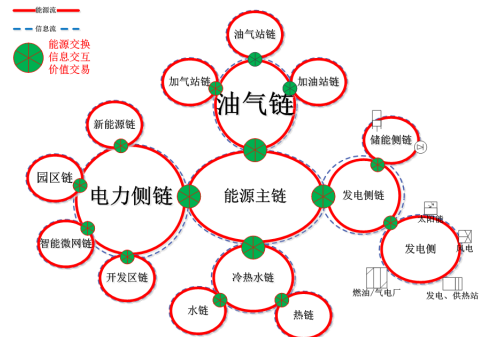 能源流
信息流
能源交换
信息交互
价值交易
油气站链
加气站链
加油站链
油气链
新能源链
储能侧链
园区链
电力侧链
能源主链
发电侧链
太阳能
智能微网链
发电侧
风电
开发区链
冷热水链
燃油/气电厂
发电、供热站
水链
热链